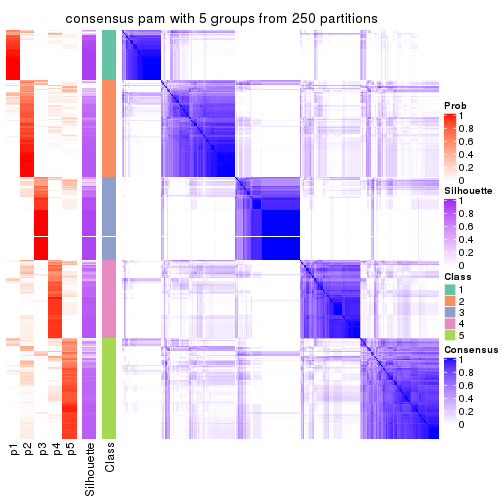 consensus pam with 5 groups from 250 partitions
Prob
1
0.8
0.6
0.4
0.2
0
Silhouette
1
0.8
0.6
0.4
0.2
0
Class
1
2
3
4
5
Consensus
1
0.8
0.6
0.4
0.2
0
p1
p2
p3
p4
p5
Silhouette
Class